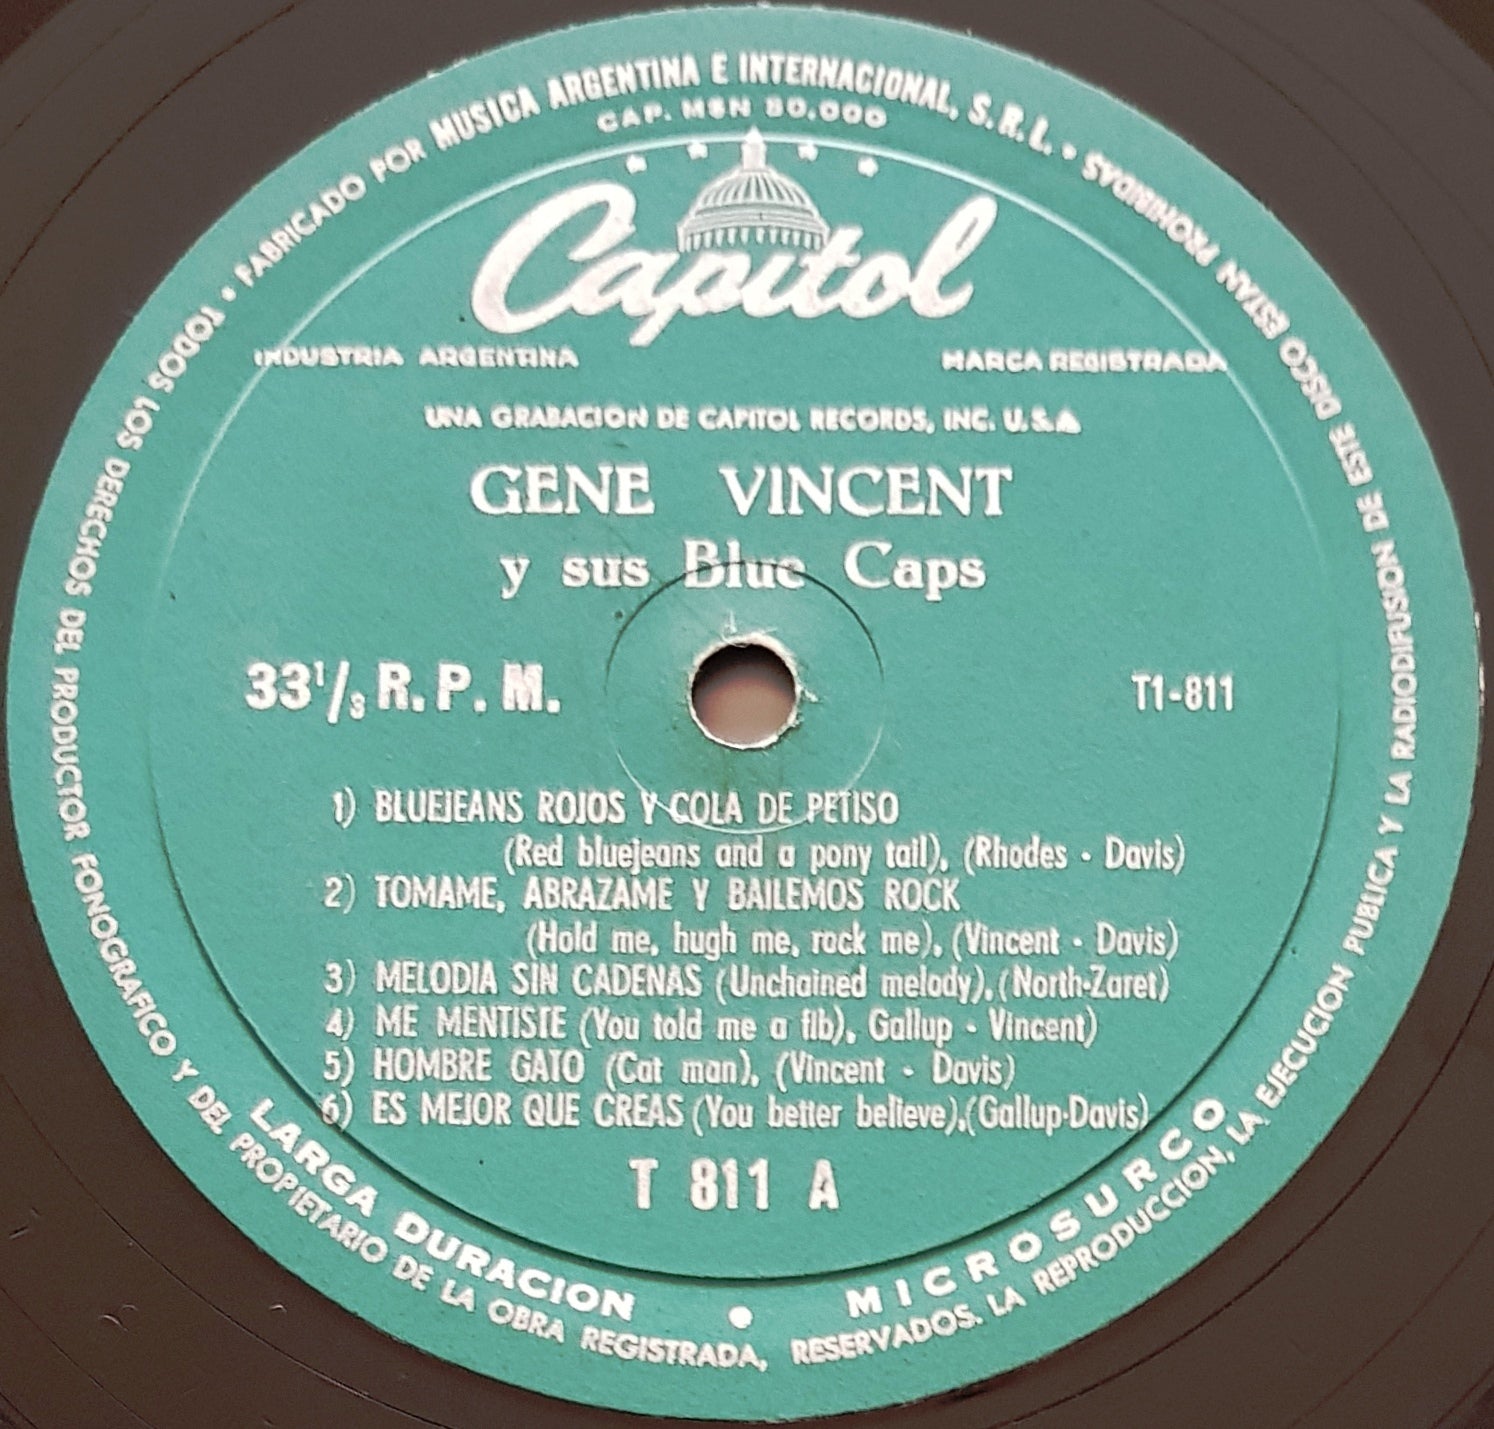 FABRICADO POR MUSICA ARGENTINA E INTERNACIONAL, S.R.L. •
CAP. M$N 80.000
Capitol
INDUSTRIA ARGENTINA MARCA REGISTRADA
UNA GRABACION DE CAPITOL RECORDS, INC. U.S.A
GENE VINCENT
y sus Blue Caps
33 1/3 R.P.M. T1-811
1) BLUEJEANS ROJOS Y COLA DE PETISO
(Red bluejeans and a pony tail), (Rhodes - Davis)
2) TOMAME, ABRAZAME Y BAILEMOS ROCK
(Hold me, hugh me, rock me), (Vincent - Davis)
3) MELODIA SIN CADENAS (Unchained melody), (North-Zaret)
4) ME MENTISTE (You told me a fib), Gallup - Vincent)
5) HOMBRE GATO (Cat man), (Vincent - Davis)
6) ES MEJOR QUE CREAS (You better believe),(Gallup-Davis)
T 811 A
LARGA DURACION • MICROSURCO
TODOS LOS DERECHOS DEL PRODUCTOR FONOGRAFICO Y DEL PROPIETARIO DE LA OBRA REGISTRADA, RESERVADOS. LA REPRODUCCION, LA EJECUCION PUBLICA Y LA RADIODIFUSION DE ESTE DISCO ESTAN PROHIBIDAS •